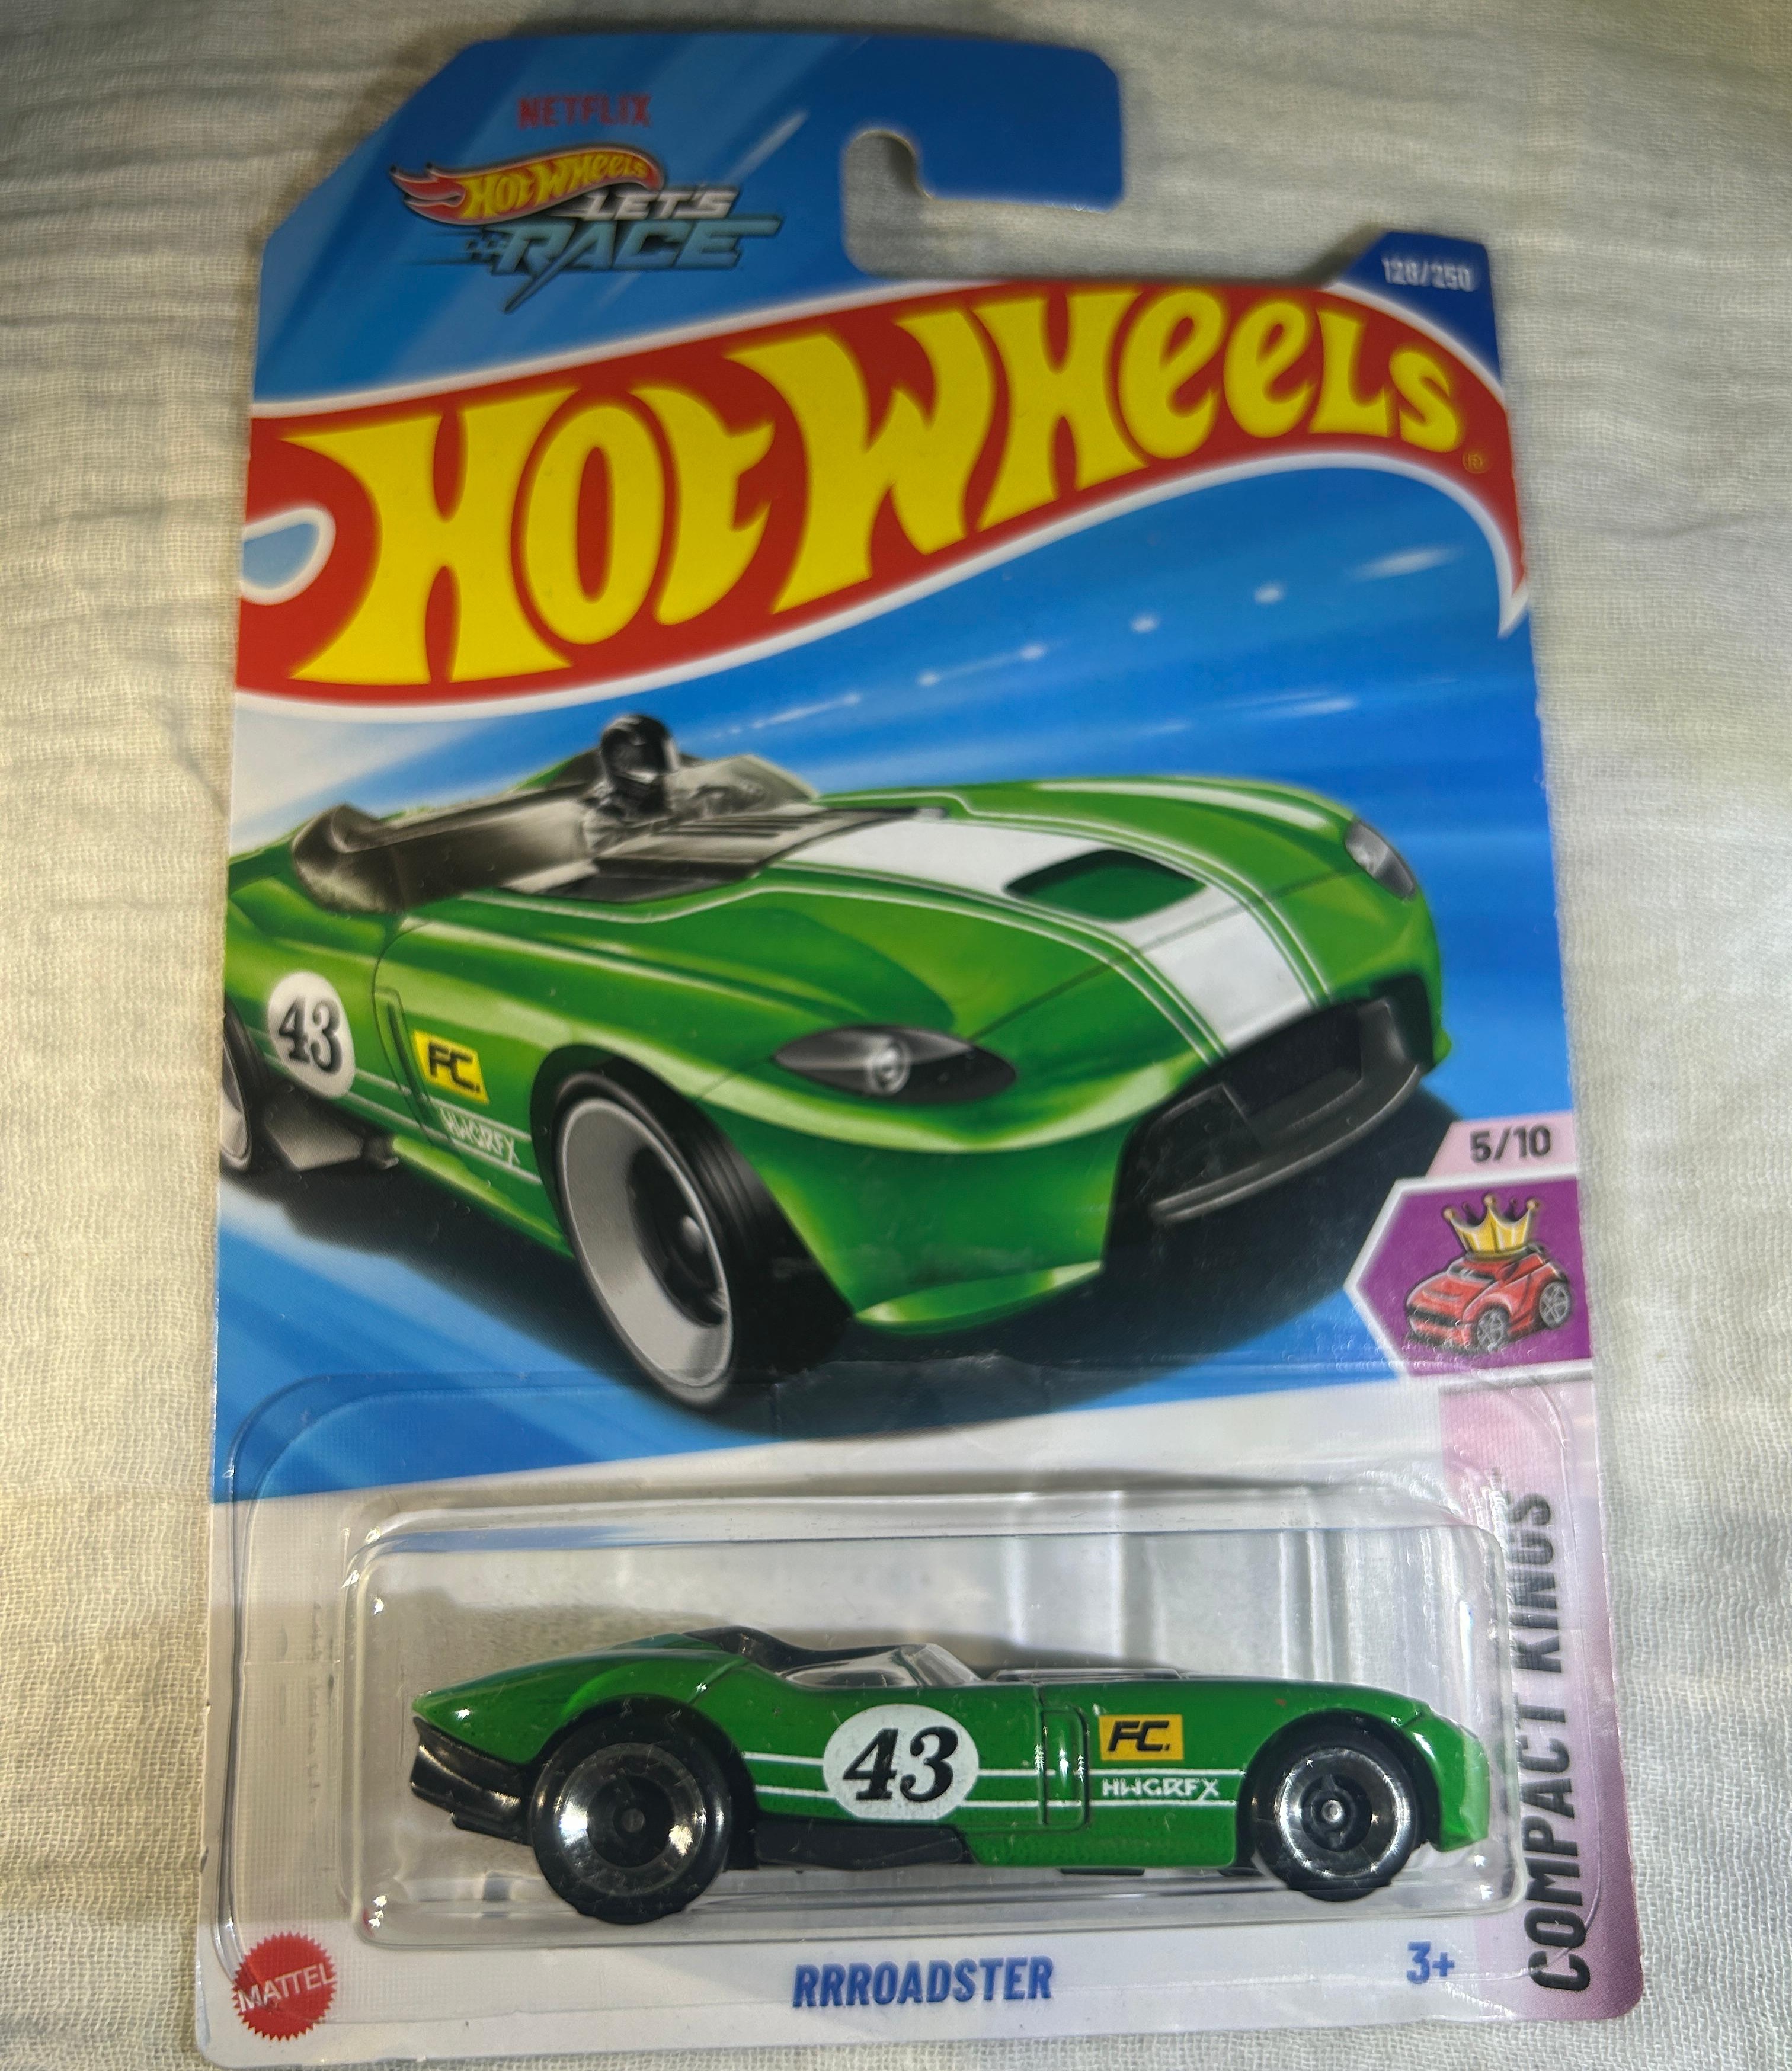 NETFLIX
HOT WHEELS
LET'S
RACE
128/250
HOT WHEELS®
43
FC.
HWGRFX
5/10
COMPACT KINGS™
43
FC.
HWGRFX
MATTEL
RRROADSTER
3+